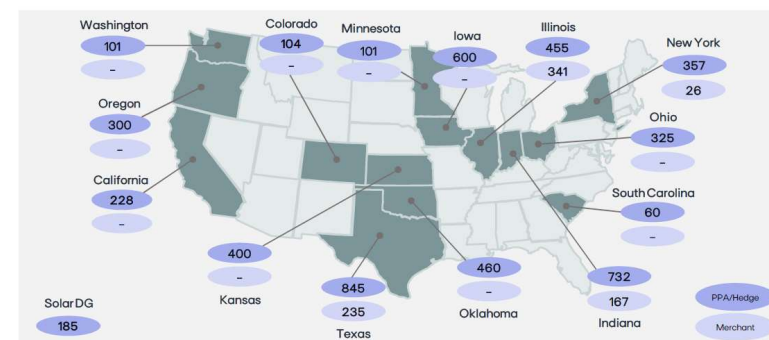 Washington
101
-
Colorado
104
-
Minnesota
101
-
Iowa
600
-
Illinois
455
341
New York
357
26
Oregon
300
-
Ohio
325
-
California
228
-
South Carolina
60
-
400
-
Kansas
845
235
Texas
460
-
Oklahoma
732
167
Indiana
Solar DG
185
PPA/Hedge
Merchant